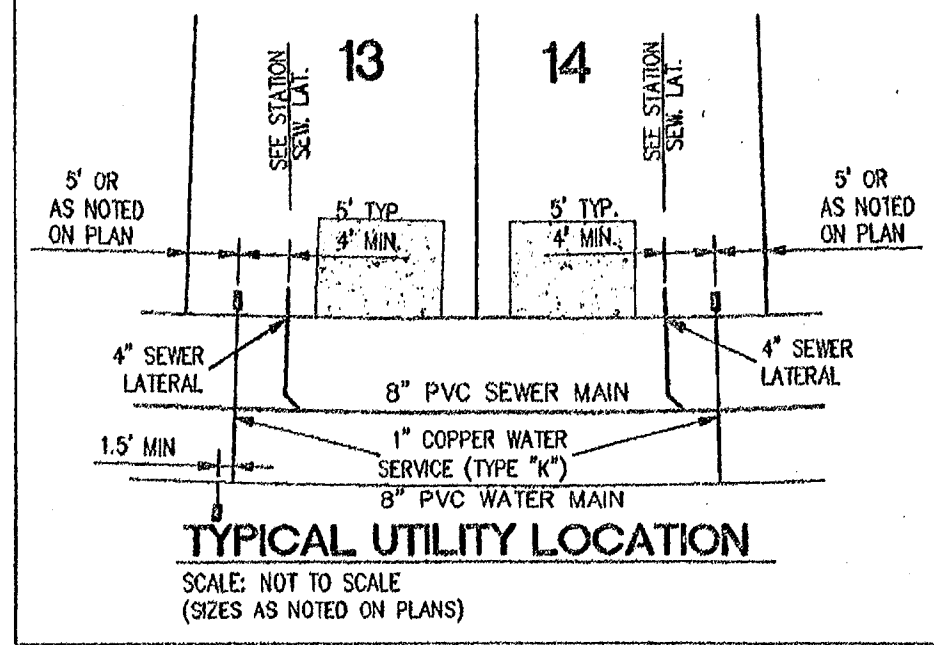 13
14
SEE STATION
SEW. LAT.
SEE STATION
SEW. LAT.
5' OR
AS NOTED
ON PLAN
5' TYP.
4' MIN.
5' TYP.
4' MIN.
5' OR
AS NOTED
ON PLAN
4" SEWER
LATERAL
4" SEWER
LATERAL
8" PVC SEWER MAIN
1.5' MIN
1" COPPER WATER
SERVICE (TYPE "K")
8" PVC WATER MAIN
TYPICAL UTILITY LOCATION
SCALE: NOT TO SCALE
(SIZES AS NOTED ON PLANS)